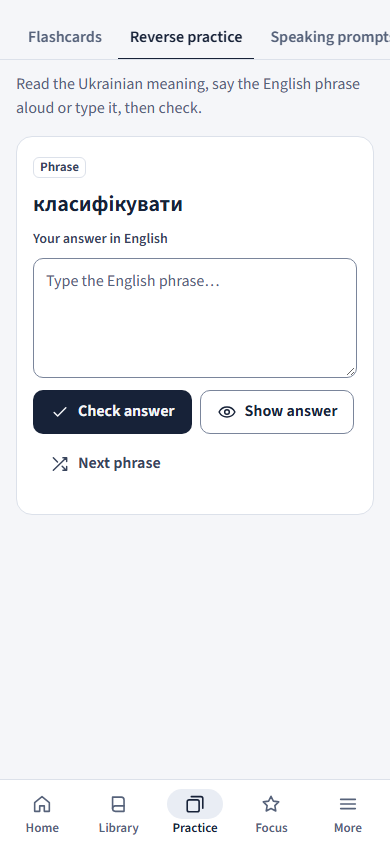 Flashcards Reverse practice Speaking prompts
Read the Ukrainian meaning, say the English phrase
aloud or type it, then check.
Phrase
класифікувати
Your answer in English
Type the English phrase…
Check answer Show answer
Next phrase
Home Library Practice Focus More